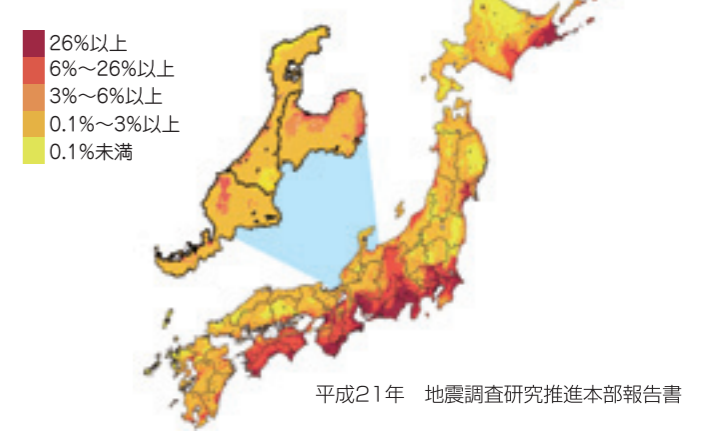 26%以上
6%～26%以上
3%～6%以上
0.1%～3%以上
0.1%未満
平成21年　地震調査研究推進本部報告書